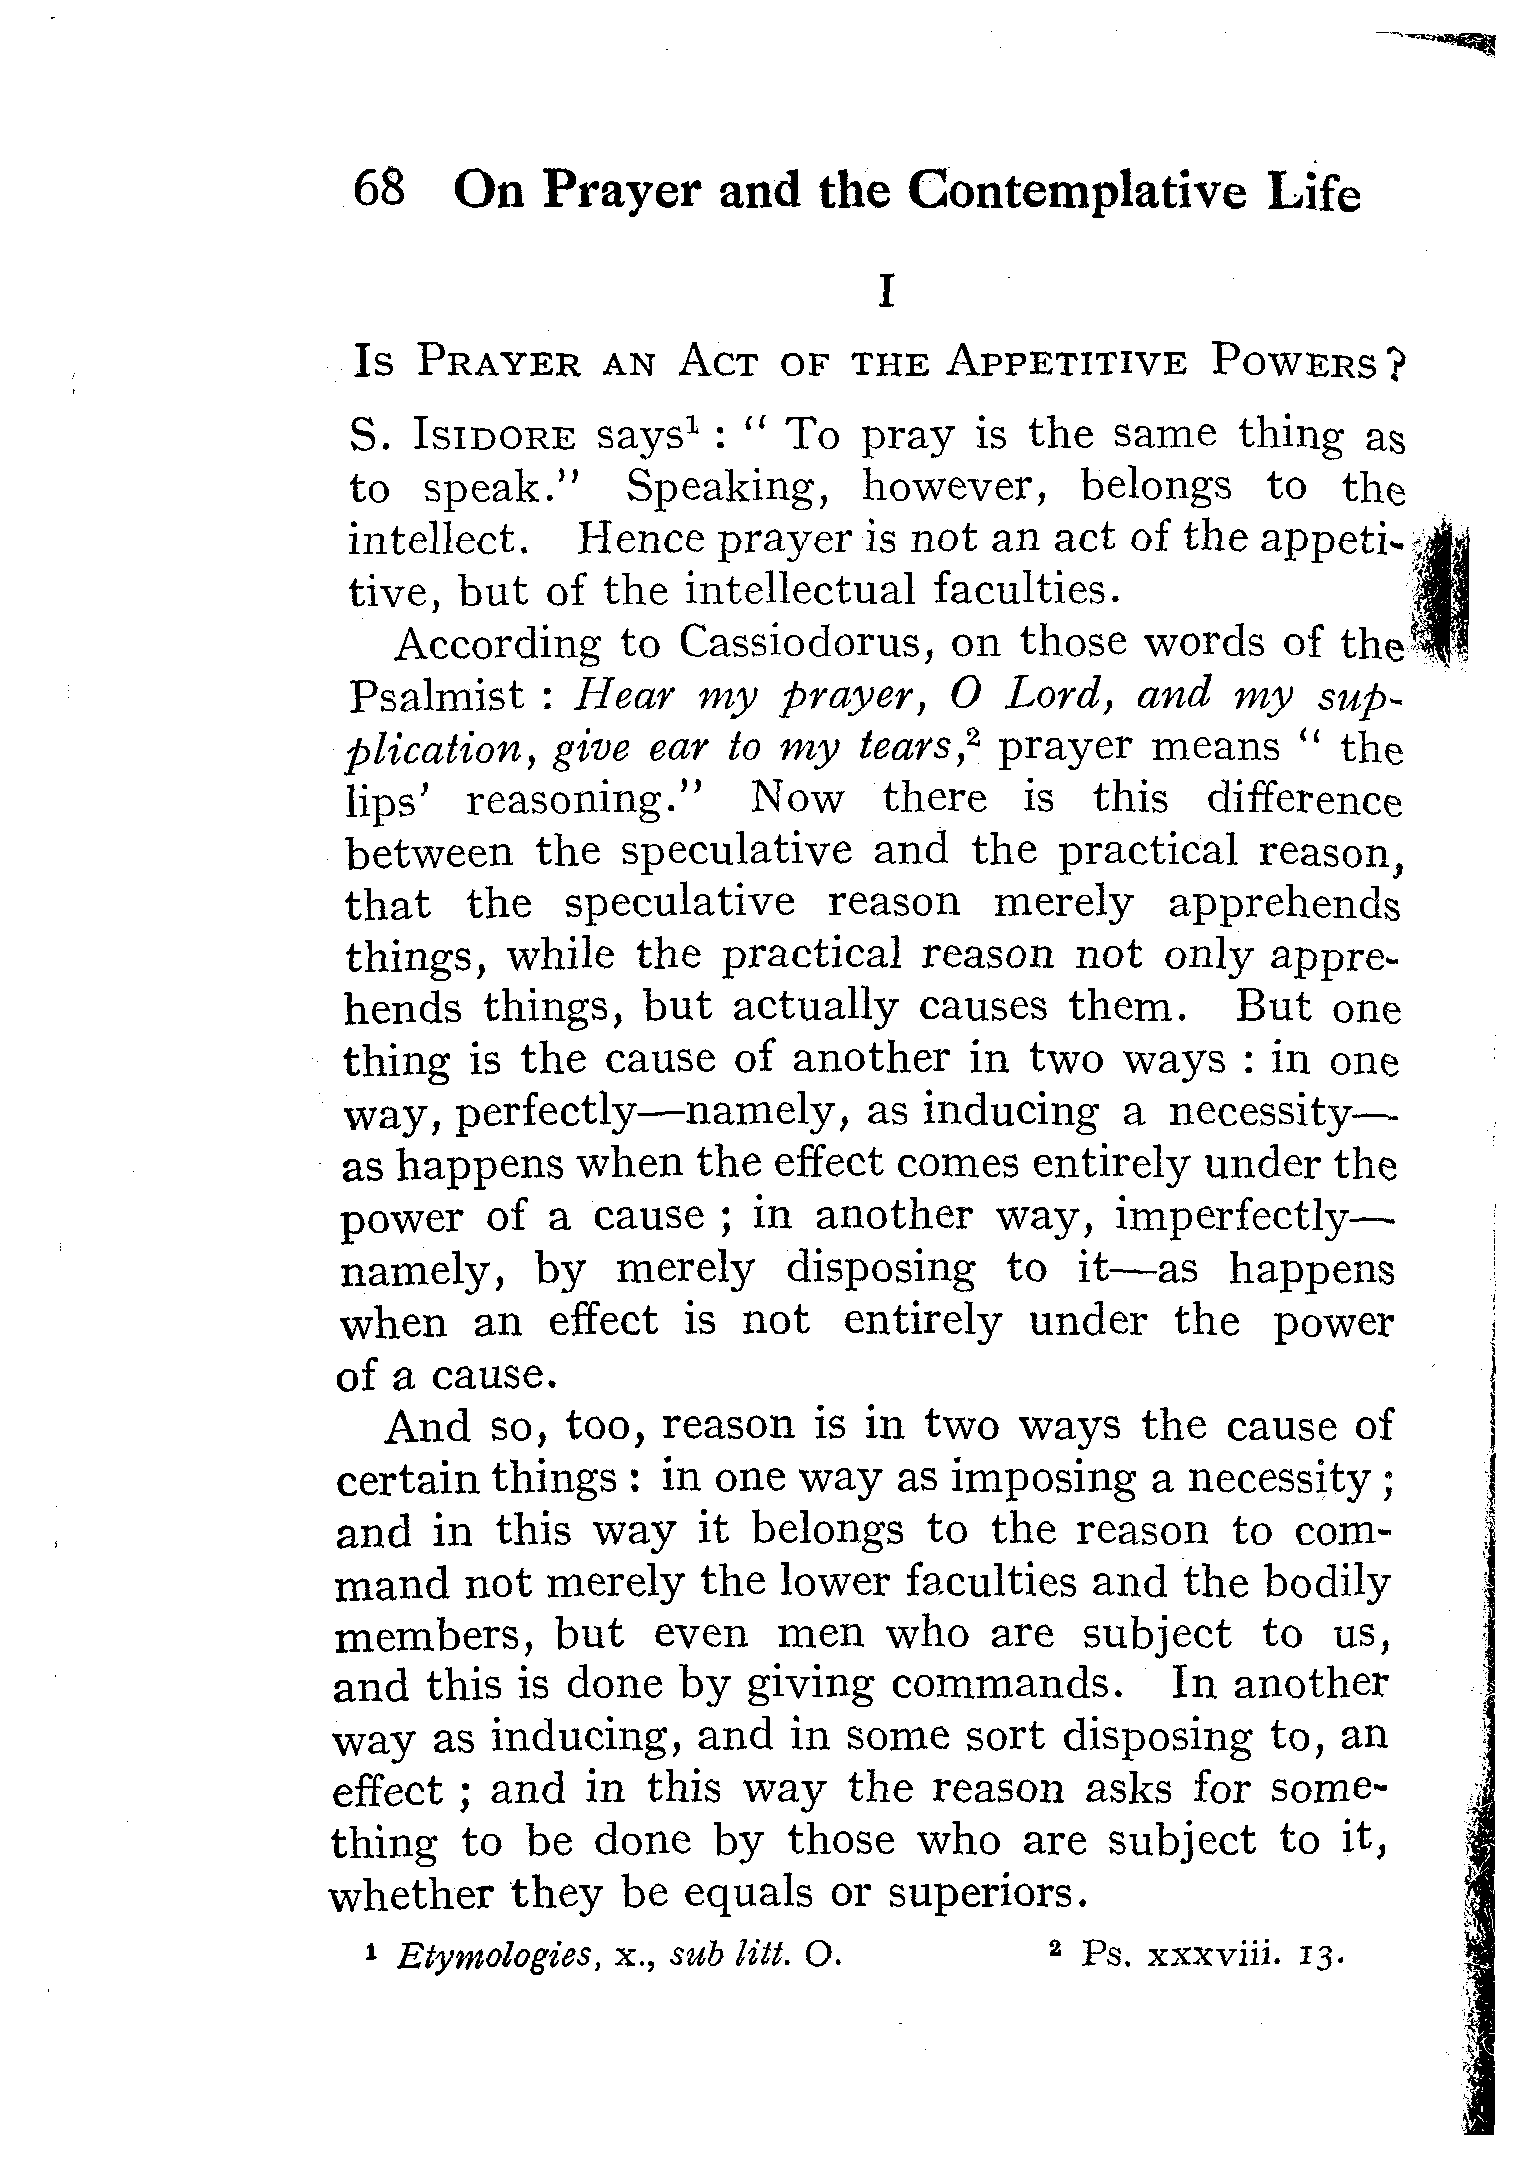 68 On Prayer and the Contemplative Life
I
Is Prayer an Act of the Appetitive Powers?
S. Isidore says¹ : “ To pray is the same thing as
to speak.” Speaking, however, belongs to the
intellect. Hence prayer is not an act of the appeti-
tive, but of the intellectual faculties.
According to Cassiodorus, on those words of the
Psalmist : Hear my prayer, O Lord, and my sup-
plication, give ear to my tears,² prayer means “ the
lips’ reasoning.” Now there is this difference
between the speculative and the practical reason,
that the speculative reason merely apprehends
things, while the practical reason not only appre-
hends things, but actually causes them. But one
thing is the cause of another in two ways : in one
way, perfectly—namely, as inducing a necessity—
as happens when the effect comes entirely under the
power of a cause ; in another way, imperfectly—
namely, by merely disposing to it—as happens
when an effect is not entirely under the power
of a cause.
And so, too, reason is in two ways the cause of
certain things : in one way as imposing a necessity ;
and in this way it belongs to the reason to com-
mand not merely the lower faculties and the bodily
members, but even men who are subject to us,
and this is done by giving commands. In another
way as inducing, and in some sort disposing to, an
effect ; and in this way the reason asks for some-
thing to be done by those who are subject to it,
whether they be equals or superiors.
¹ Etymologies, x., sub litt. O. ² Ps. xxxviii. 13.